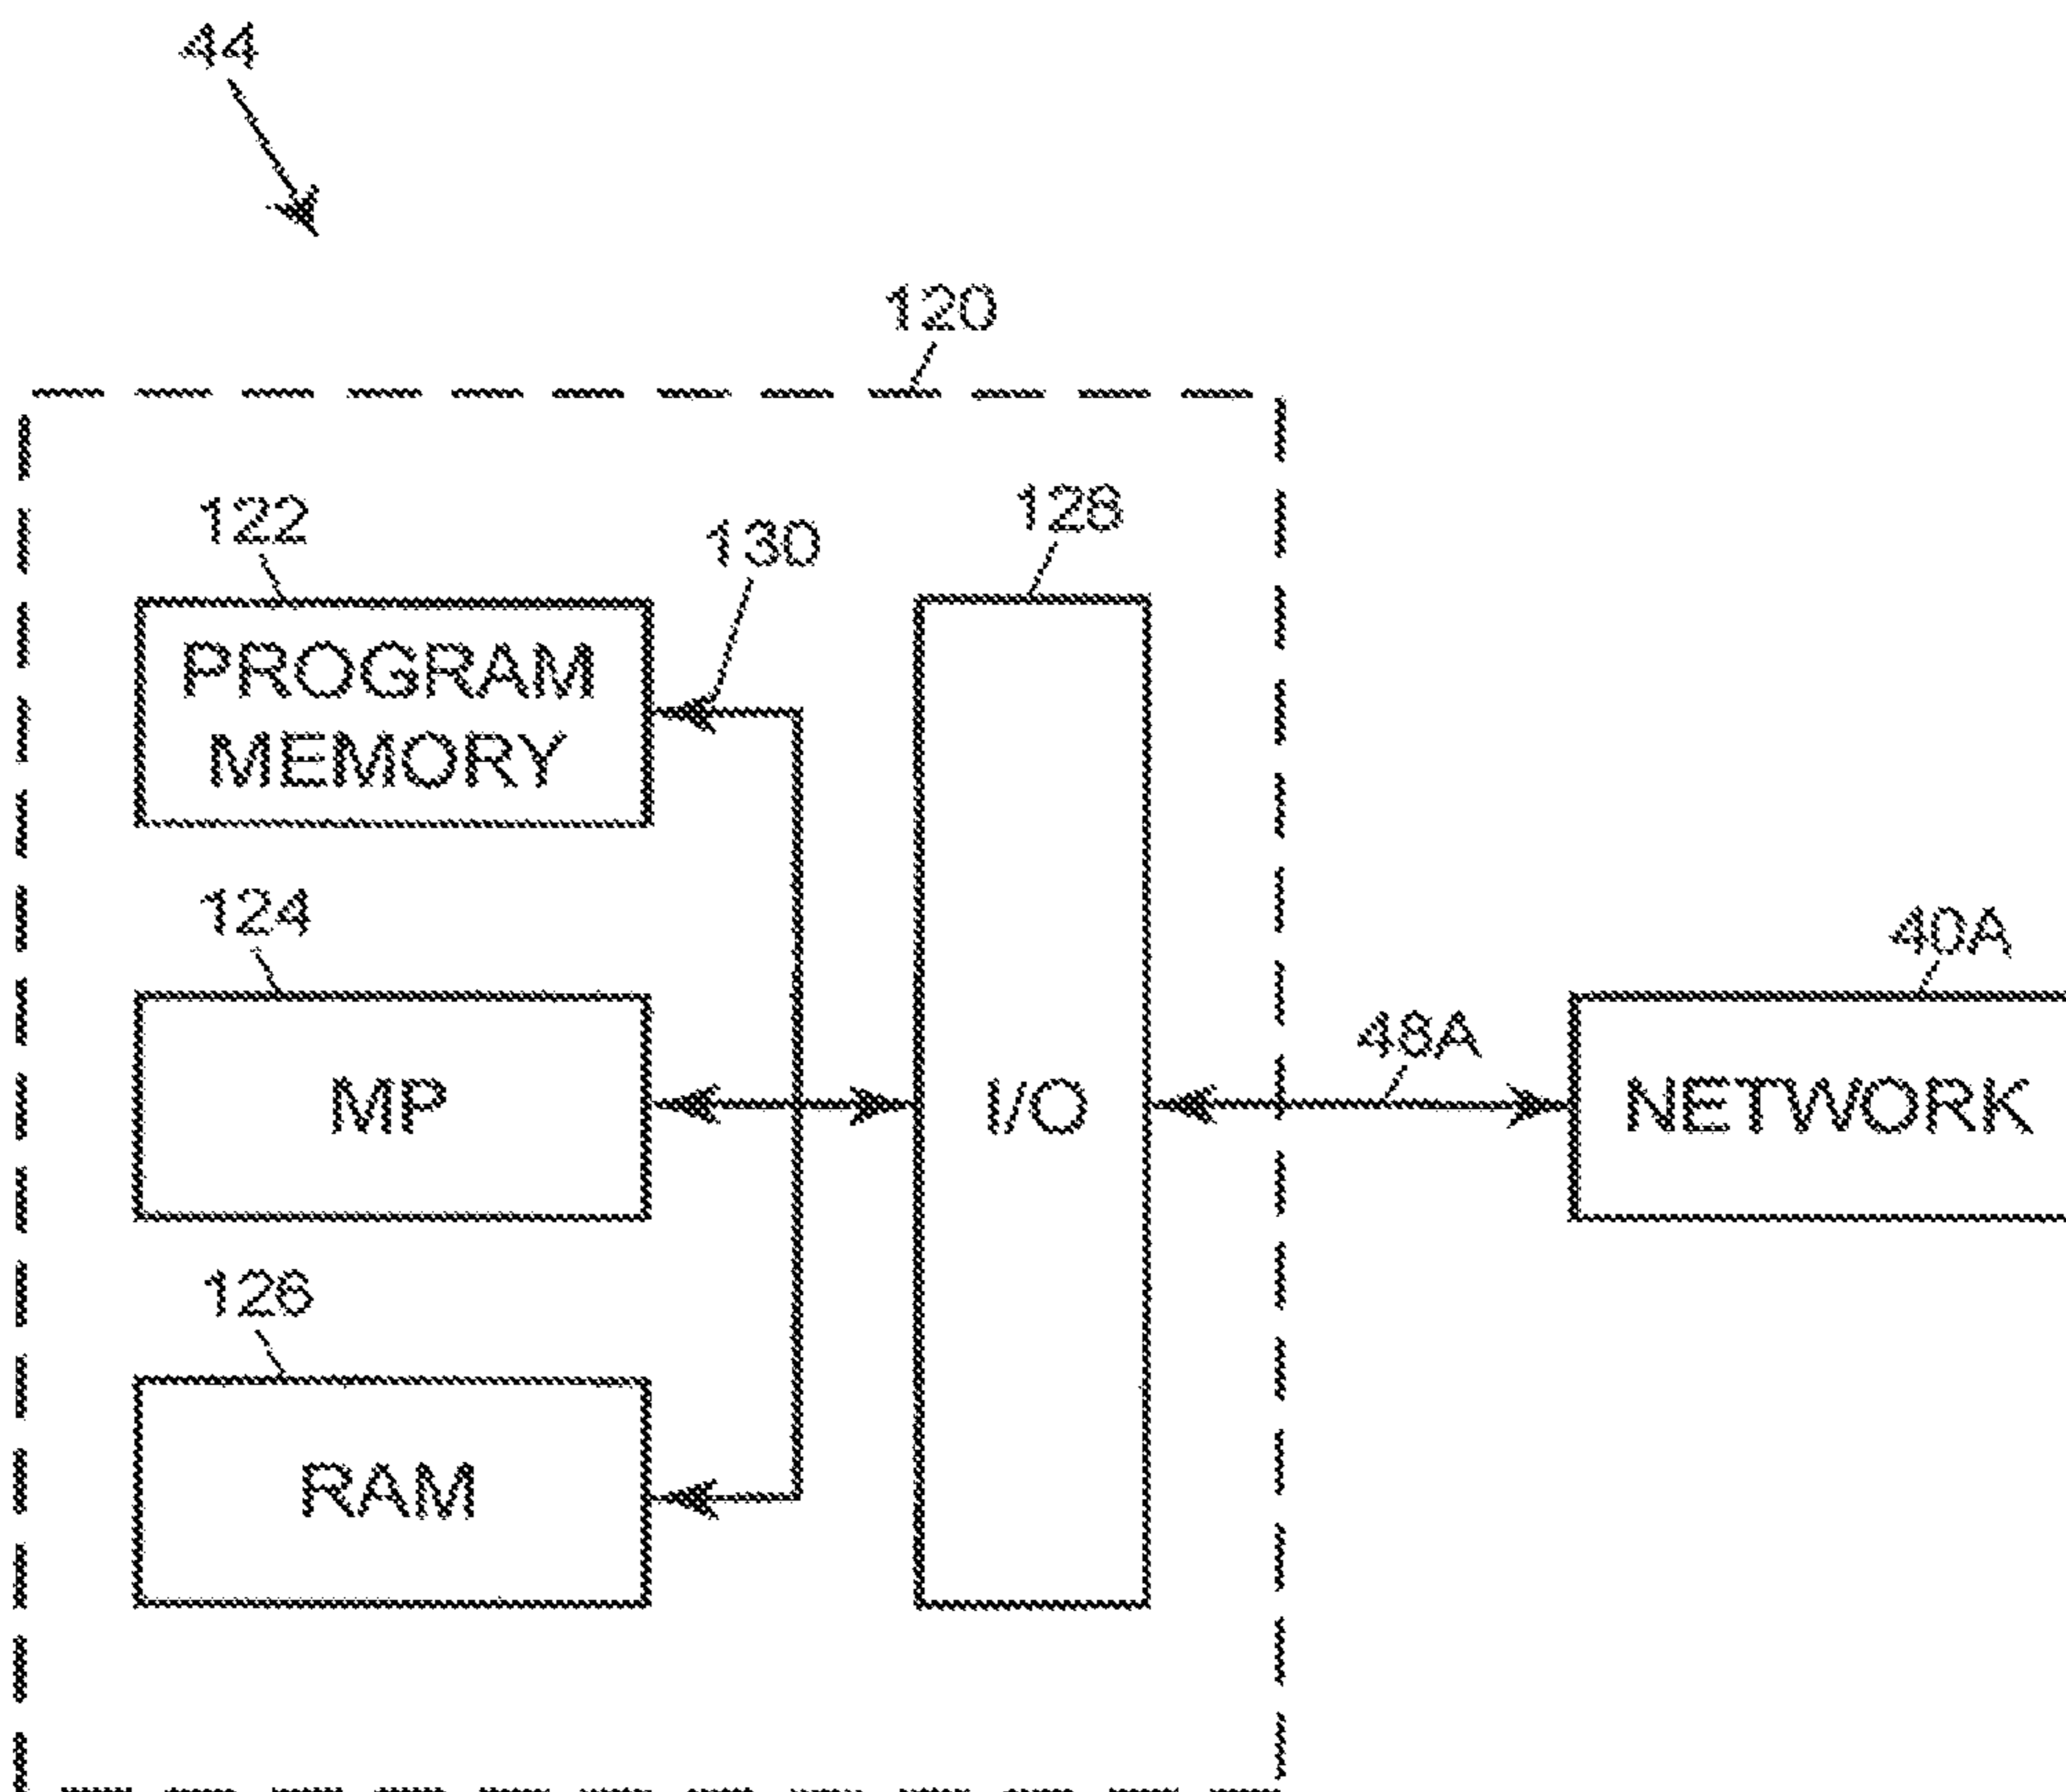 44
120
122
130
128
PROGRAM
MEMORY
124
40A
48A
MP
I/O
NETWORK
126
RAM